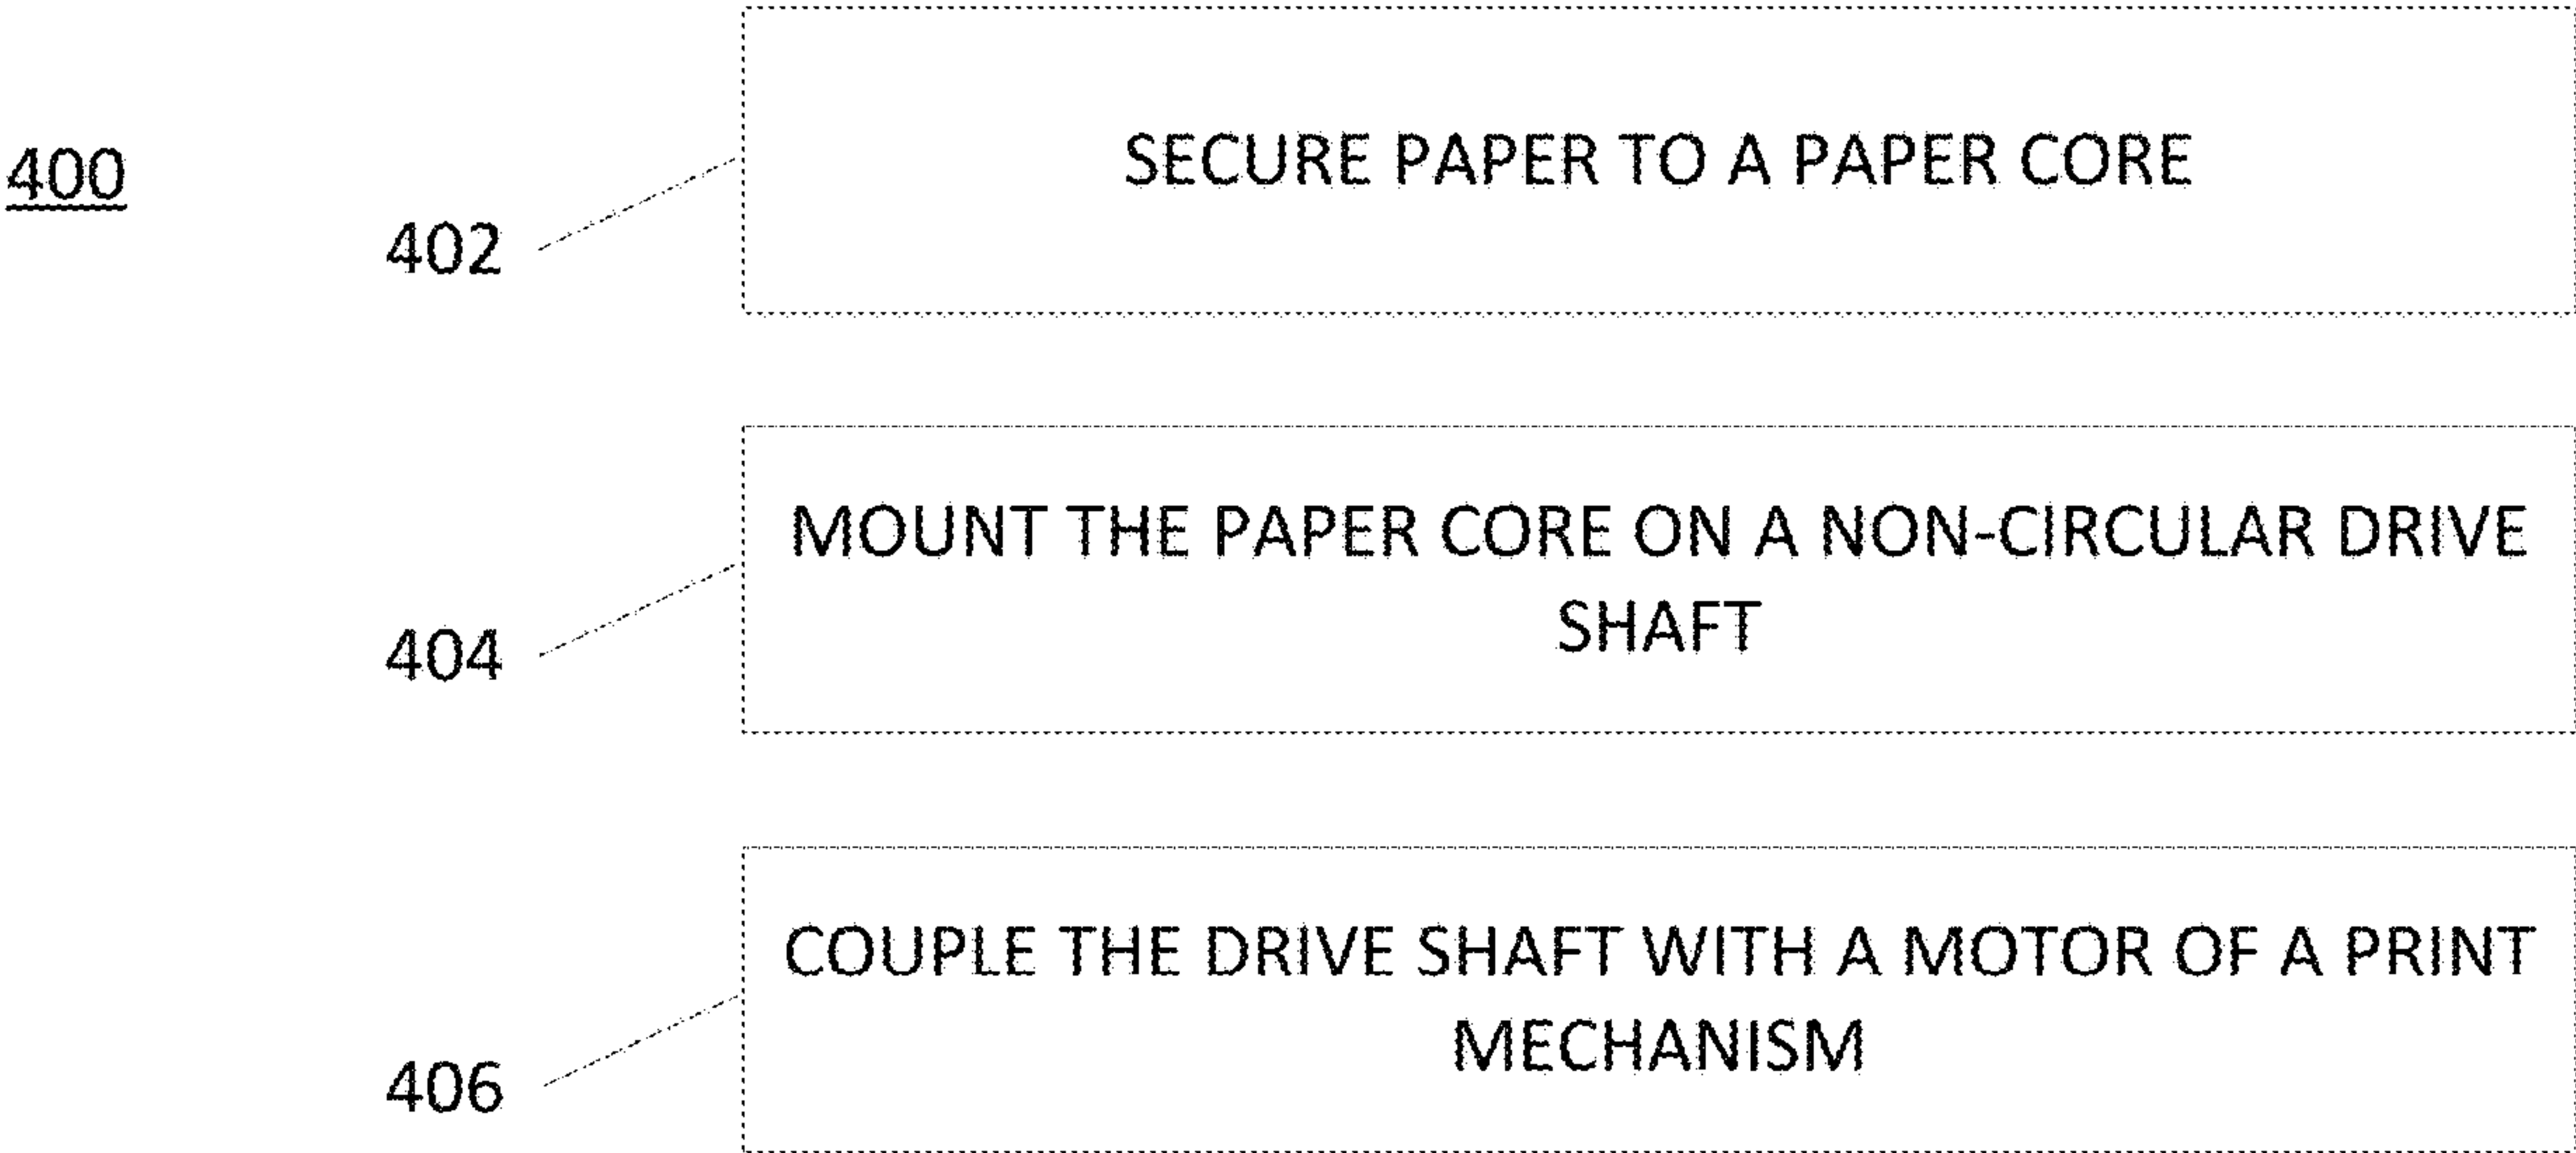 400
402
SECURE PAPER TO A PAPER CORE
404
MOUNT THE PAPER CORE ON A NON-CIRCULAR DRIVE
SHAFT
406
COUPLE THE DRIVE SHAFT WITH A MOTOR OF A PRINT
MECHANISM